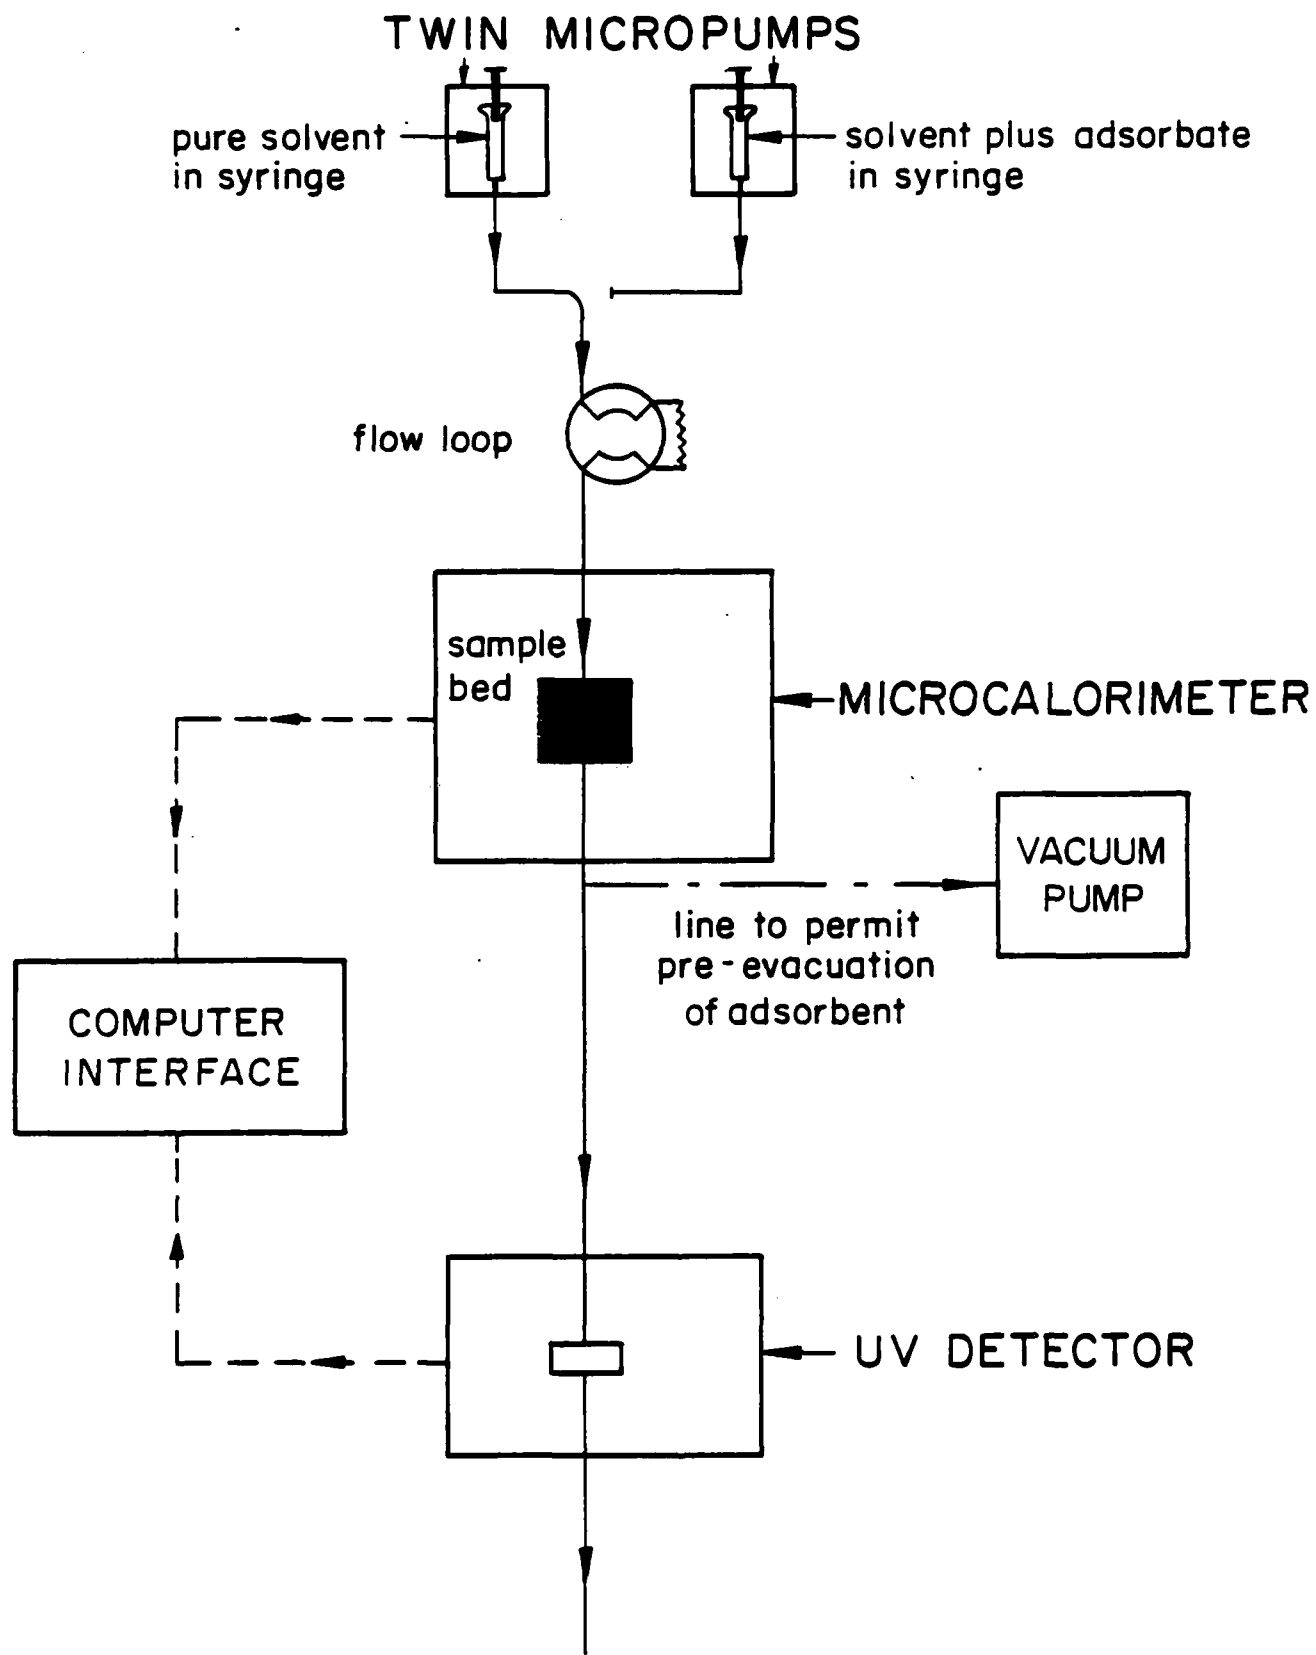 TWIN MICROPUMPS
pure solvent
in syringe
solvent plus adsorbate
in syringe
flow loop
sample
bed
MICROCALORIMETER
VACUUM
PUMP
line to permit
pre-evacuation
of adsorbent
COMPUTER
INTERFACE
UV DETECTOR